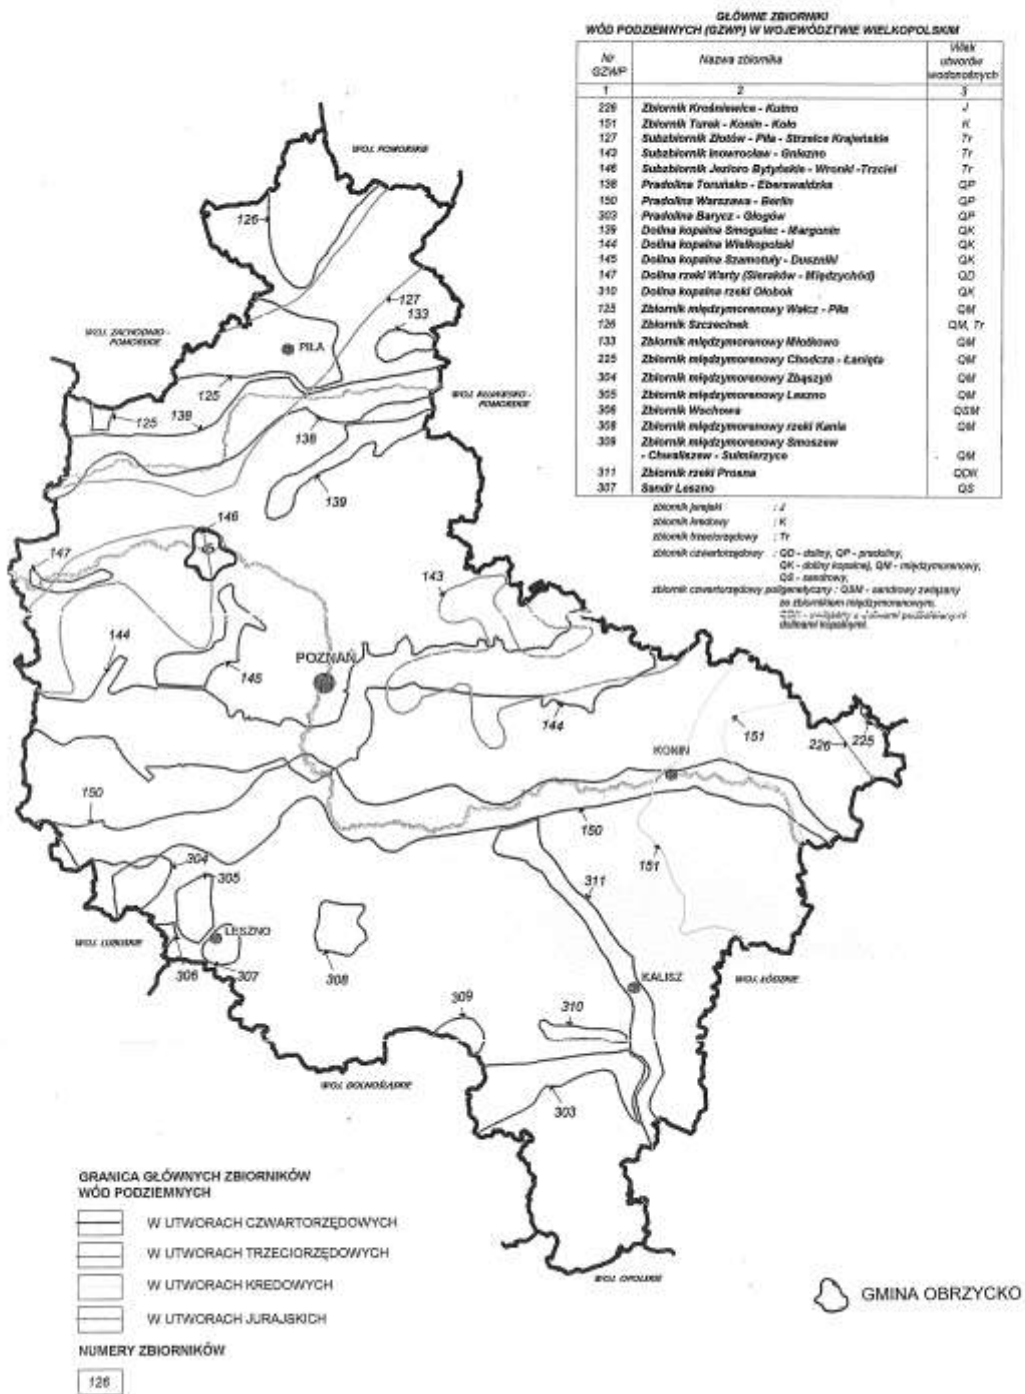 GŁÓWNE ZBIORNIKI
WÓD PODZIEMNYCH (GZWP) W WOJEWÓDZTWIE WIELKOPOLSKIM
Nr GZWP Nazwa zbiornika Wiek utworów wodonośnych
1 2 3
226 Zbiornik Krośniewice - Kutno J
151 Zbiornik Turek - Konin - Koło K
127 Subzbiornik Złotów - Piła - Strzelce Krajeńskie Tr
143 Subzbiornik Inowrocław - Gniezno Tr
146 Subzbiornik Jezioro Bytyńskie - Wronki -Trzciel Tr
138 Pradolina Toruńsko - Eberswaldzka QP
150 Pradolina Warszawa - Berlin QP
303 Pradolina Barycz - Głogów QP
139 Dolina kopalna Smogulec - Margonin QK
144 Dolina kopalna Wielkopolski QK
145 Dolina kopalna Szamotuły - Duszniki QK
147 Dolina rzeki Warty (Sieraków - Międzychód) QD
310 Dolina kopalna rzeki Ołobok QK
125 Zbiornik międzymorenowy Wałcz - Piła QM
126 Zbiornik Szczecinek QM, Tr
133 Zbiornik międzymorenowy Młotkowo QM
225 Zbiornik międzymorenowy Chodcza - Łanięta QM
304 Zbiornik międzymorenowy Zbąszyń QM
305 Zbiornik międzymorenowy Leszno QM
306 Zbiornik Wschowa QSM
308 Zbiornik międzymorenowy rzeki Kania QM
309 Zbiornik międzymorenowy Smoszew
- Chwaliszew - Sulmierzyce QM
311 Zbiornik rzeki Prosna QDK
307 Sandr Leszno QS
zbiornik jurajski : J
zbiornik kredowy : K
zbiornik trzeciorzędowy : Tr
zbiornik czwartorzędowy : QD - doliny, QP - pradoliny,
QK - doliny kopalnej, QM - międzymorenowy,
QS - sandrowy,
zbiornik czwartorzędowy poligenetyczny : QSM - sandrowy związany
ze zbiornikiem międzymorenowym,
dolinami kopalnymi.
WOJ. POMORSKIE
126
127
133
WOJ. ZACHODNIO-
POMORSKIE
PIŁA
125
WOJ. KUJAWSKO -
POMORSKIE
125
138
138
139
146
147
143
144
POZNAŃ
145
144
151
226
225
KONIN
150
150
151
304
305
311
LESZNO
WOJ. LUBUSKIE
306
307
308
KALISZ
WOJ. ŁÓDZKIE
309
310
WOJ. DOLNOŚLĄSKIE
303
WOJ. OPOLSKIE
GRANICA GŁÓWNYCH ZBIORNIKÓW
WÓD PODZIEMNYCH
W UTWORACH CZWARTORZĘDOWYCH
W UTWORACH TRZECIORZĘDOWYCH
W UTWORACH KREDOWYCH
W UTWORACH JURAJSKICH
NUMERY ZBIORNIKÓW
126
GMINA OBRZYCKO